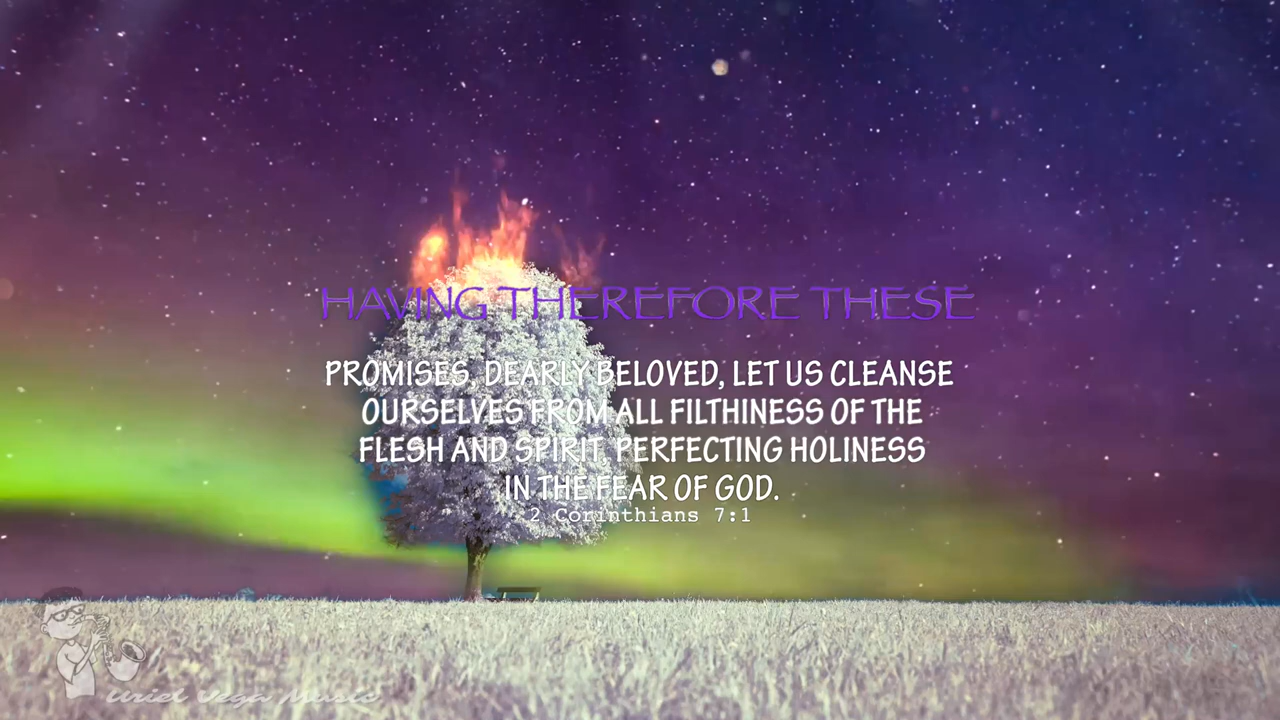 HAVING THEREFORE THESE
PROMISES, DEARLY BELOVED, LET US CLEANSE
OURSELVES FROM ALL FILTHINESS OF THE
FLESH AND SPIRIT, PERFECTING HOLINESS
IN THE FEAR OF GOD.
2 Corinthians 7:1
Uriel Vega Music